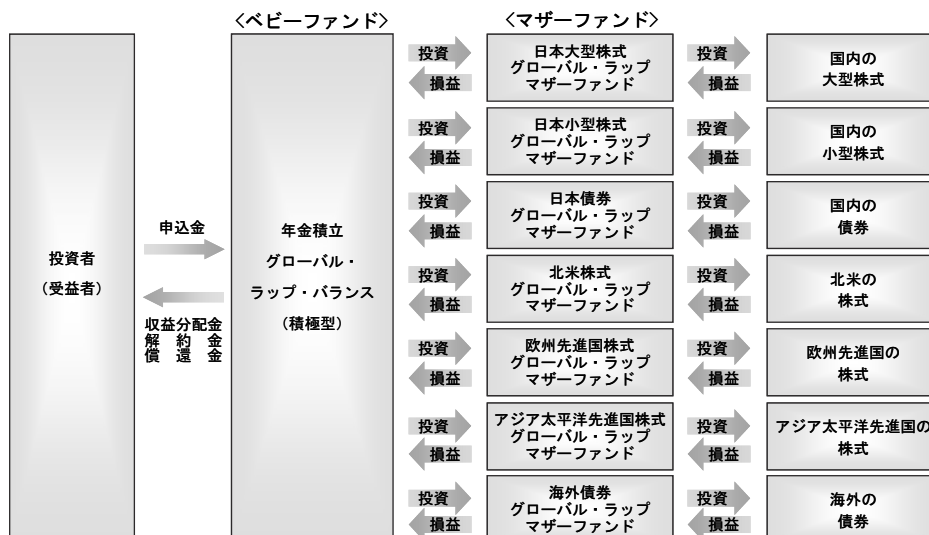 <ベビーファンド>
<マザーファンド>
投資者
（受益者）
申込金
収益分配金
解約金
償還金
年金積立
グローバル・
ラップ・バランス
（積極型）
投資
損益
日本大型株式
グローバル・ラップ
マザーファンド
投資
損益
国内の
大型株式
投資
損益
日本小型株式
グローバル・ラップ
マザーファンド
投資
損益
国内の
小型株式
投資
損益
日本債券
グローバル・ラップ
マザーファンド
投資
損益
国内の
債券
投資
損益
北米株式
グローバル・ラップ
マザーファンド
投資
損益
北米の
株式
投資
損益
欧州先進国株式
グローバル・ラップ
マザーファンド
投資
損益
欧州先進国の
株式
投資
損益
アジア太平洋先進国株式
グローバル・ラップ
マザーファンド
投資
損益
アジア太平洋先進国の
株式
投資
損益
海外債券
グローバル・ラップ
マザーファンド
投資
損益
海外の
債券